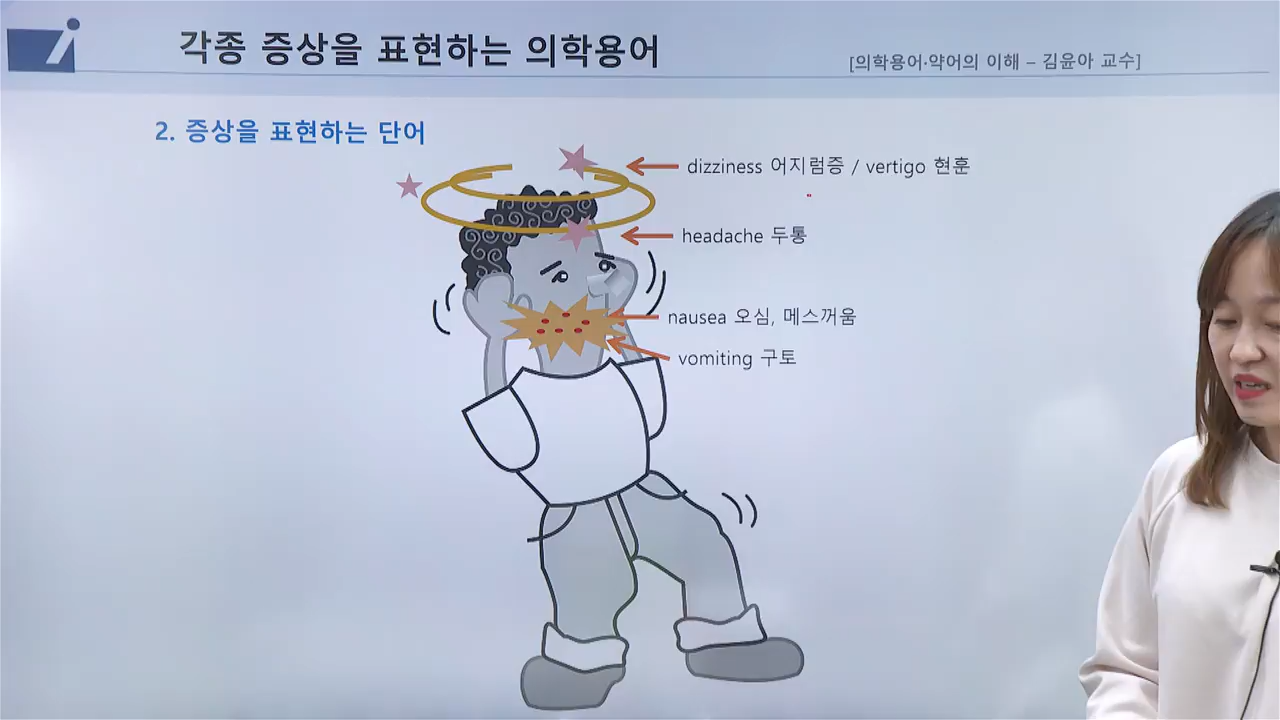 각종 증상을 표현하는 의학용어
[의학용어·약어의 이해 – 김윤아 교수]
2. 증상을 표현하는 단어
dizziness 어지럼증 / vertigo 현훈
headache 두통
nausea 오심, 메스꺼움
vomiting 구토